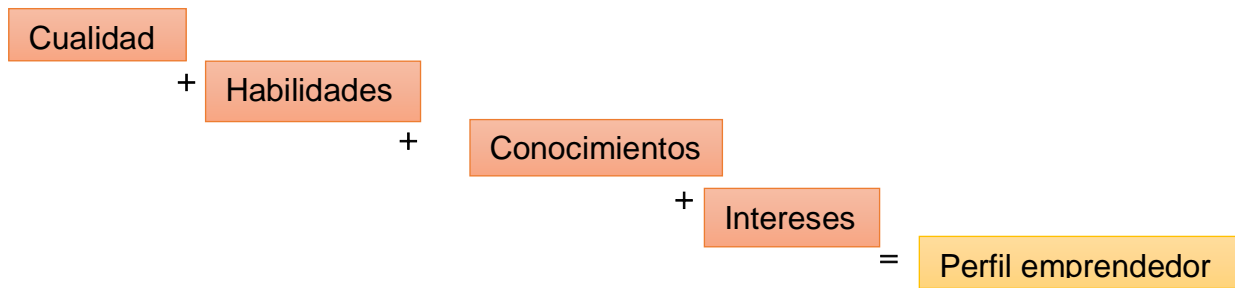 Cualidad
+
Habilidades
+
Conocimientos
+
Intereses
=
Perfil emprendedor